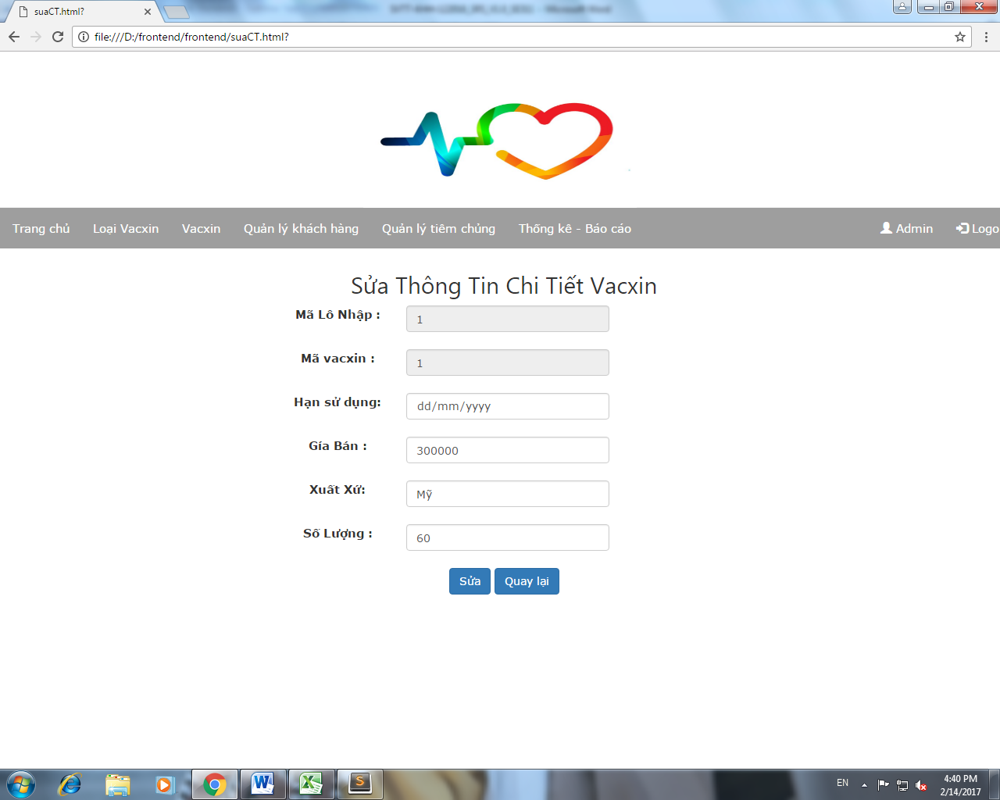 suaCT.html?
file:///D:/frontend/frontend/suaCT.html?
Trang chủ Loại Vacxin Vacxin Quản lý khách hàng Quản lý tiêm chủng Thống kê - Báo cáo Admin Logo
Sửa Thông Tin Chi Tiết Vacxin
Mã Lô Nhập : 1
Mã vacxin : 1
Hạn sử dụng: dd/mm/yyyy
Gía Bán : 300000
Xuất Xứ: Mỹ
Số Lượng : 60
Sửa Quay lại
EN 4:40 PM
2/14/2017